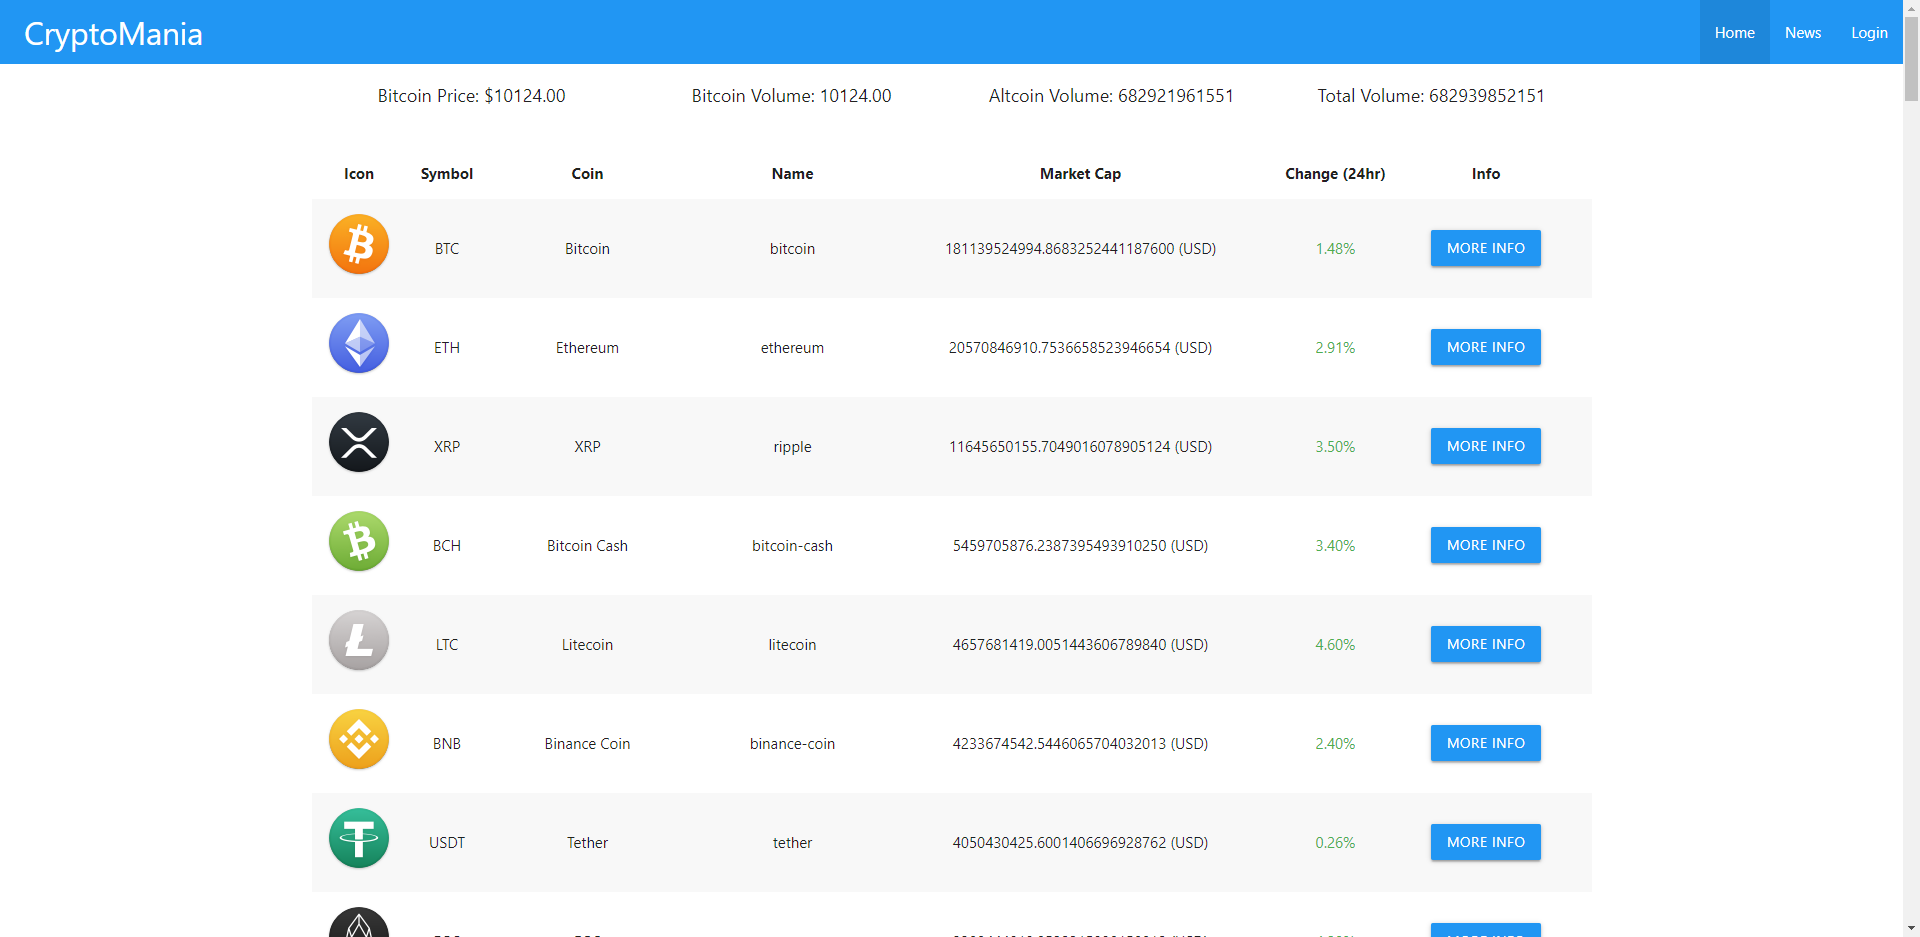 CryptoMania Home News Login
Bitcoin Price: $10124.00 Bitcoin Volume: 10124.00 Altcoin Volume: 682921961551 Total Volume: 682939852151
Icon Symbol Coin Name Market Cap Change (24hr) Info
BTC Bitcoin bitcoin 181139524994.8683252441187600 (USD) 1.48% MORE INFO
ETH Ethereum ethereum 20570846910.7536658523946654 (USD) 2.91% MORE INFO
XRP XRP ripple 11645650155.7049016078905124 (USD) 3.50% MORE INFO
BCH Bitcoin Cash bitcoin-cash 5459705876.2387395493910250 (USD) 3.40% MORE INFO
LTC Litecoin litecoin 4657681419.0051443606789840 (USD) 4.60% MORE INFO
BNB Binance Coin binance-coin 4233674542.5446065704032013 (USD) 2.40% MORE INFO
USDT Tether tether 4050430425.6001406696928762 (USD) 0.26% MORE INFO